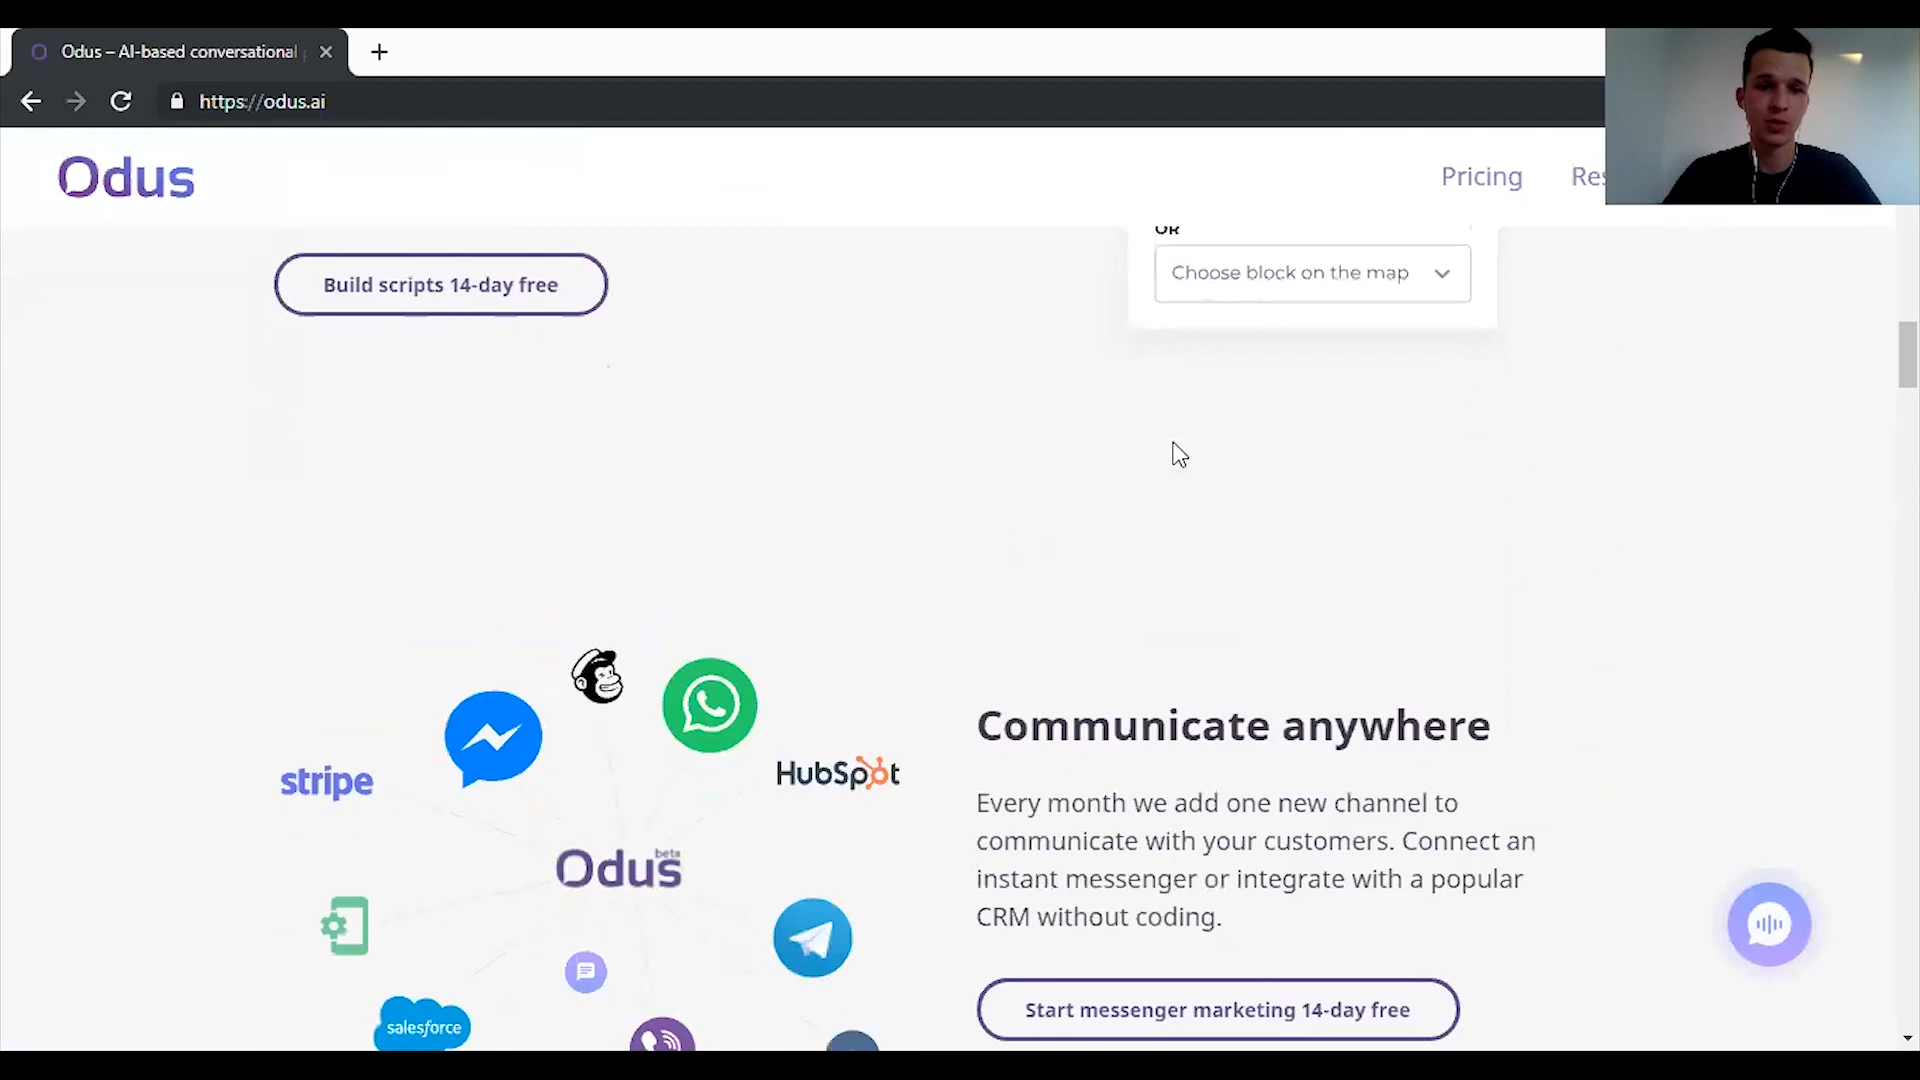 Odus – AI-based conversational
https://odus.ai
Odus
Pricing
Res
OR
Build scripts 14-day free
Choose block on the map
stripe
HubSpot
Odus beta
salesforce
Communicate anywhere
Every month we add one new channel to
communicate with your customers. Connect an
instant messenger or integrate with a popular
CRM without coding.
Start messenger marketing 14-day free